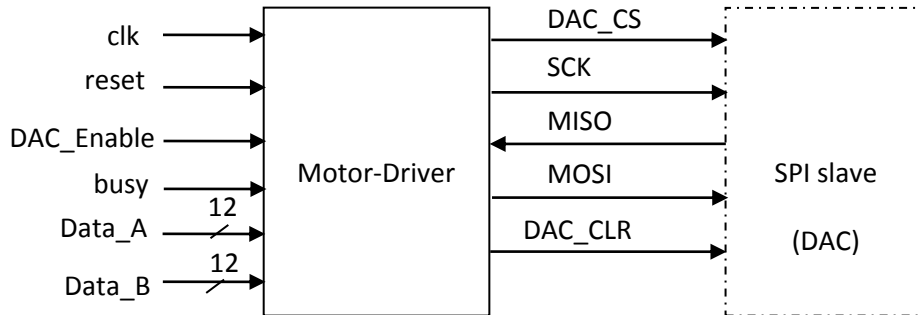 clk
reset
DAC_Enable
busy
Data_A
12
Data_B
12
Motor-Driver
DAC_CS
SCK
MISO
MOSI
DAC_CLR
SPI slave
(DAC)